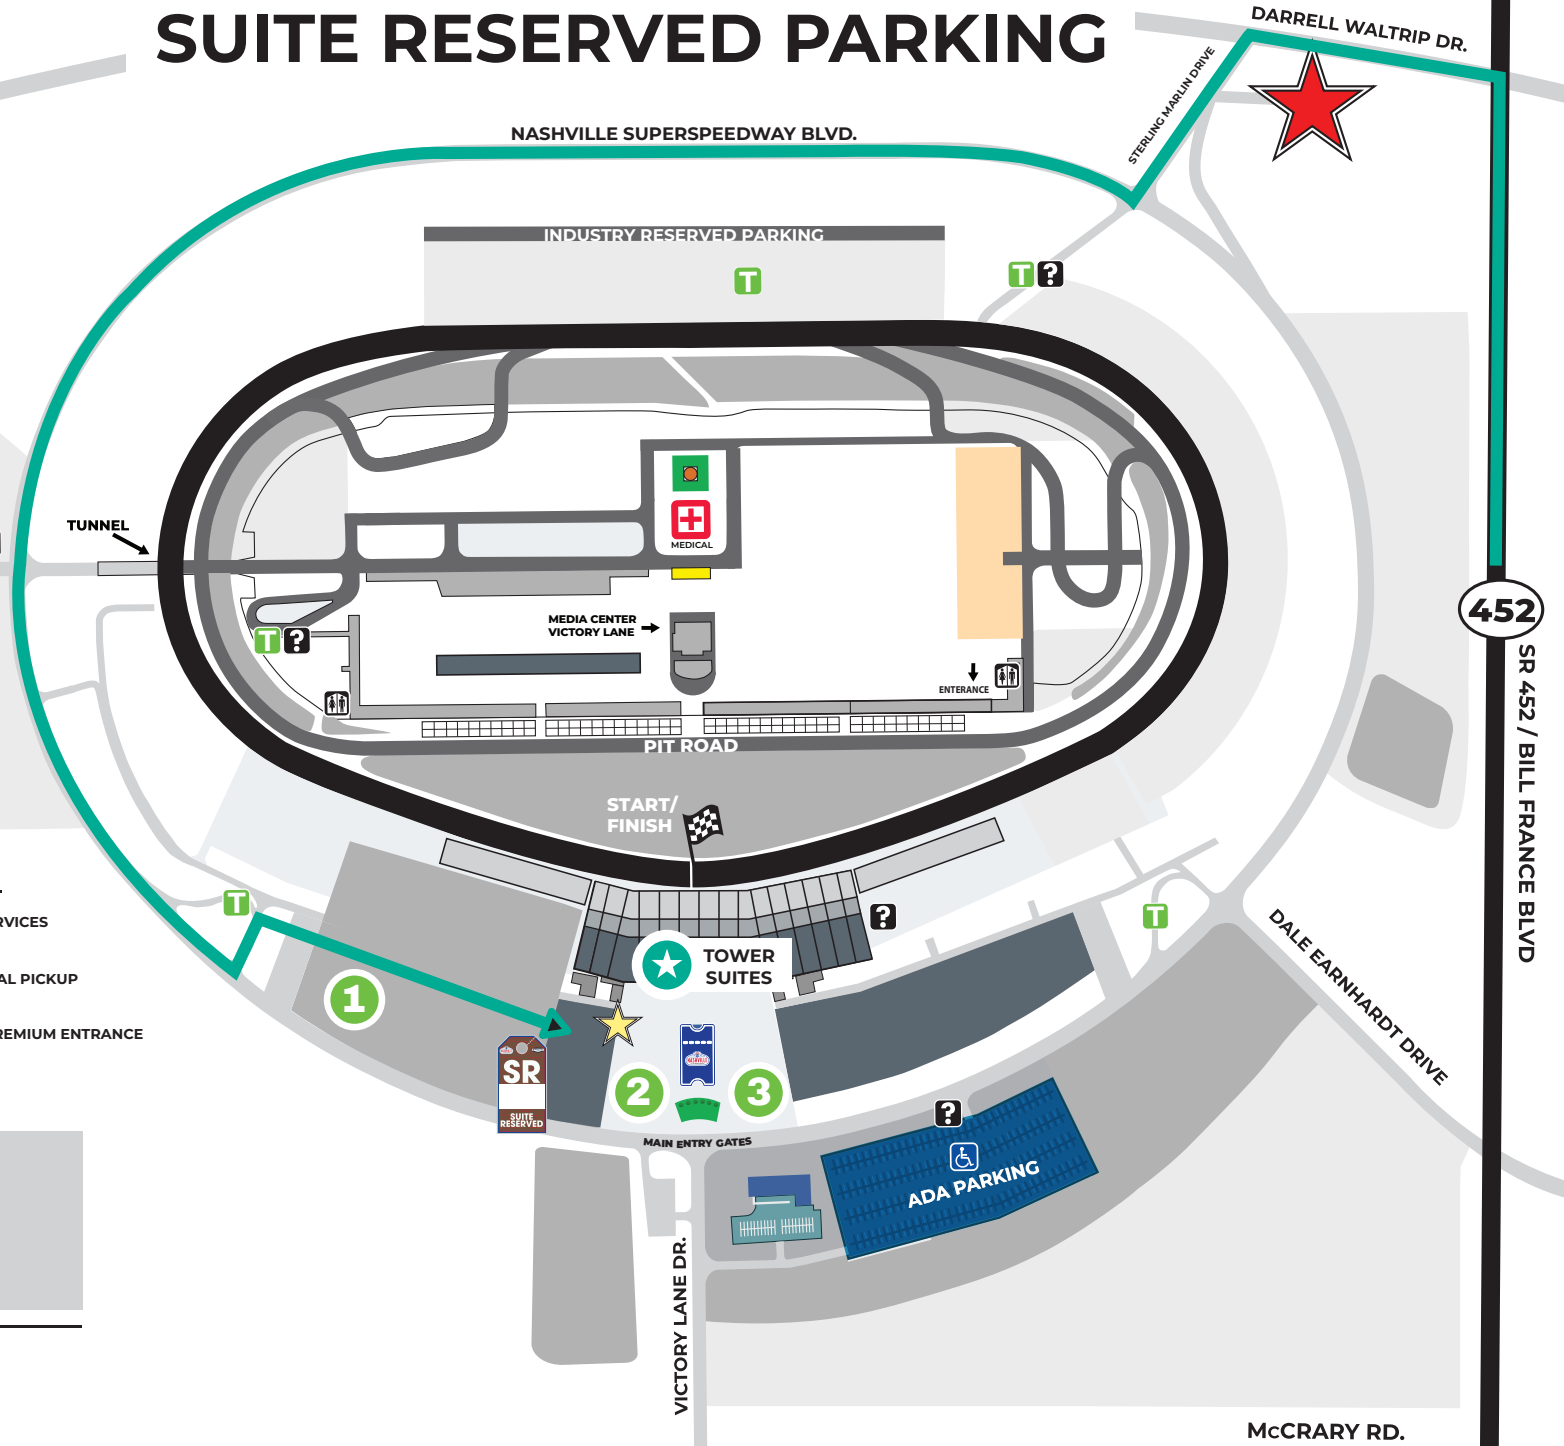 SUITE RESERVED PARKING
DARRELL WALTRIP DR.
STERLING MARLIN DRIVE
NASHVILLE SUPERSPEEDWAY BLVD.
INDUSTRY RESERVED PARKING
T
T ?
TUNNEL
MEDICAL
MEDIA CENTER
VICTORY LANE
T ?
452
ENTERANCE
SR 452 / BILL FRANCE BLVD
PIT ROAD
START/
FINISH
T
RVICES
?
T
TOWER
SUITES
AL PICKUP
1
REMIUM ENTRANCE
DALE EARNHARDT DRIVE
SR
SUITE
RESERVED
NASHVILLE
2
3
?
MAIN ENTRY GATES
ADA PARKING
VICTORY LANE DR.
McCRARY RD.